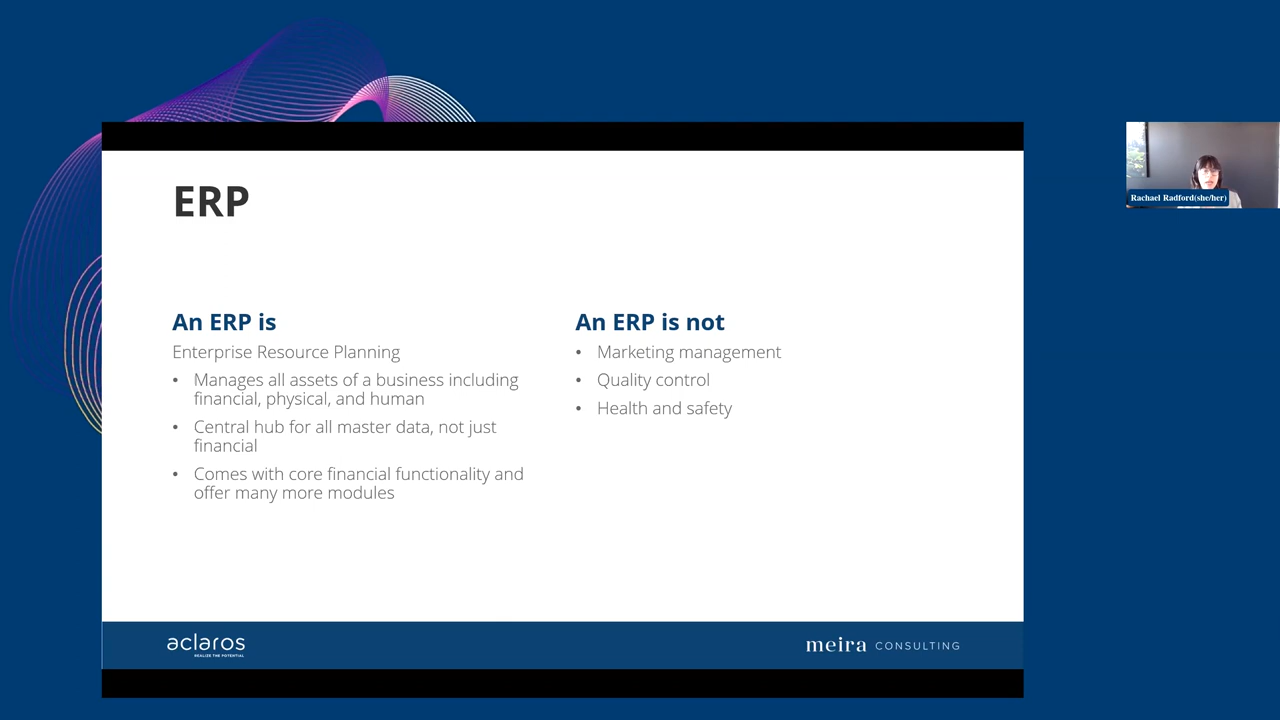 ERP
An ERP is
Enterprise Resource Planning
• Manages all assets of a business including
financial, physical, and human
• Central hub for all master data, not just
financial
• Comes with core financial functionality and
offer many more modules
An ERP is not
• Marketing management
• Quality control
• Health and safety
aclaros
REALIZE THE POTENTIAL
meira CONSULTING
Rachael Radford(she/her)